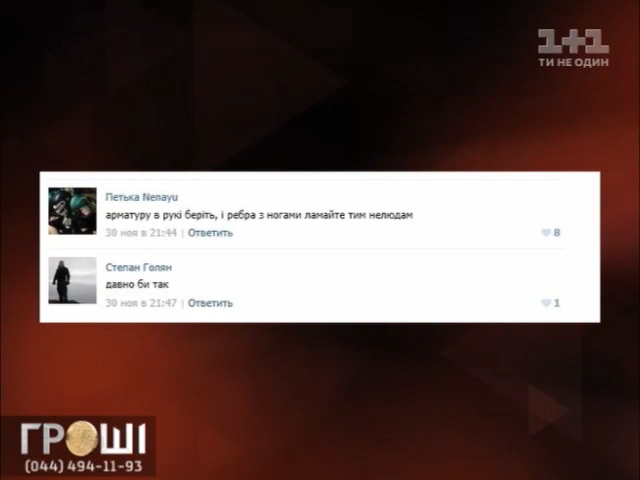 1+1
ТИ НЕ ОДИН
Петька Nenayu
арматуру в рукі беріть, і ребра з ногами ламайте тим нелюдам
30 ноя в 21:44 | Ответить
8
Степан Голян
давно би так
30 ноя в 21:47 | Ответить
1
ГРОШІ
(044) 494-11-93